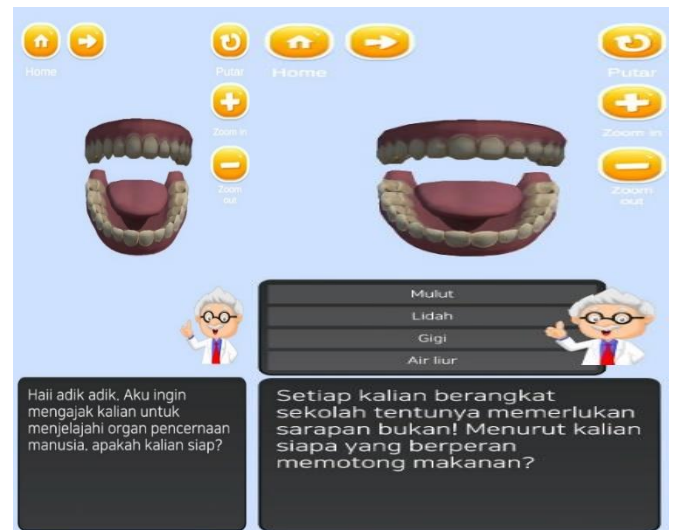 Home
Putar
Zoom in
Zoom
out
Haii adik adik, Aku ingin
mengajak kalian untuk
menjelajahi organ pencernaan
manusia, apakah kalian siap?
Home
Putar
Zoom in
Zoom
out
Mulut
Lidah
Gigi
Air liur
Setiap kalian berangkat
sekolah tentunya memerlukan
sarapan bukan! Menurut kalian
siapa yang berperan
memotong makanan?